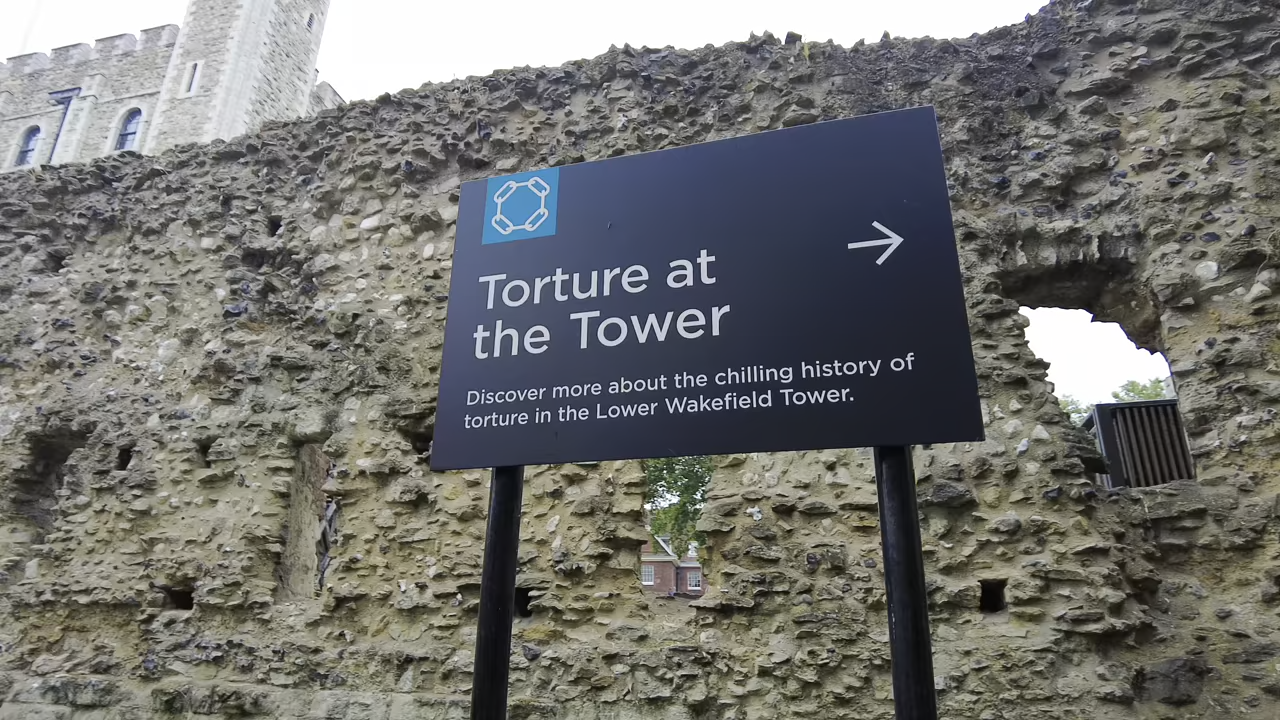 Torture at
the Tower
Discover more about the chilling history of
torture in the Lower Wakefield Tower.